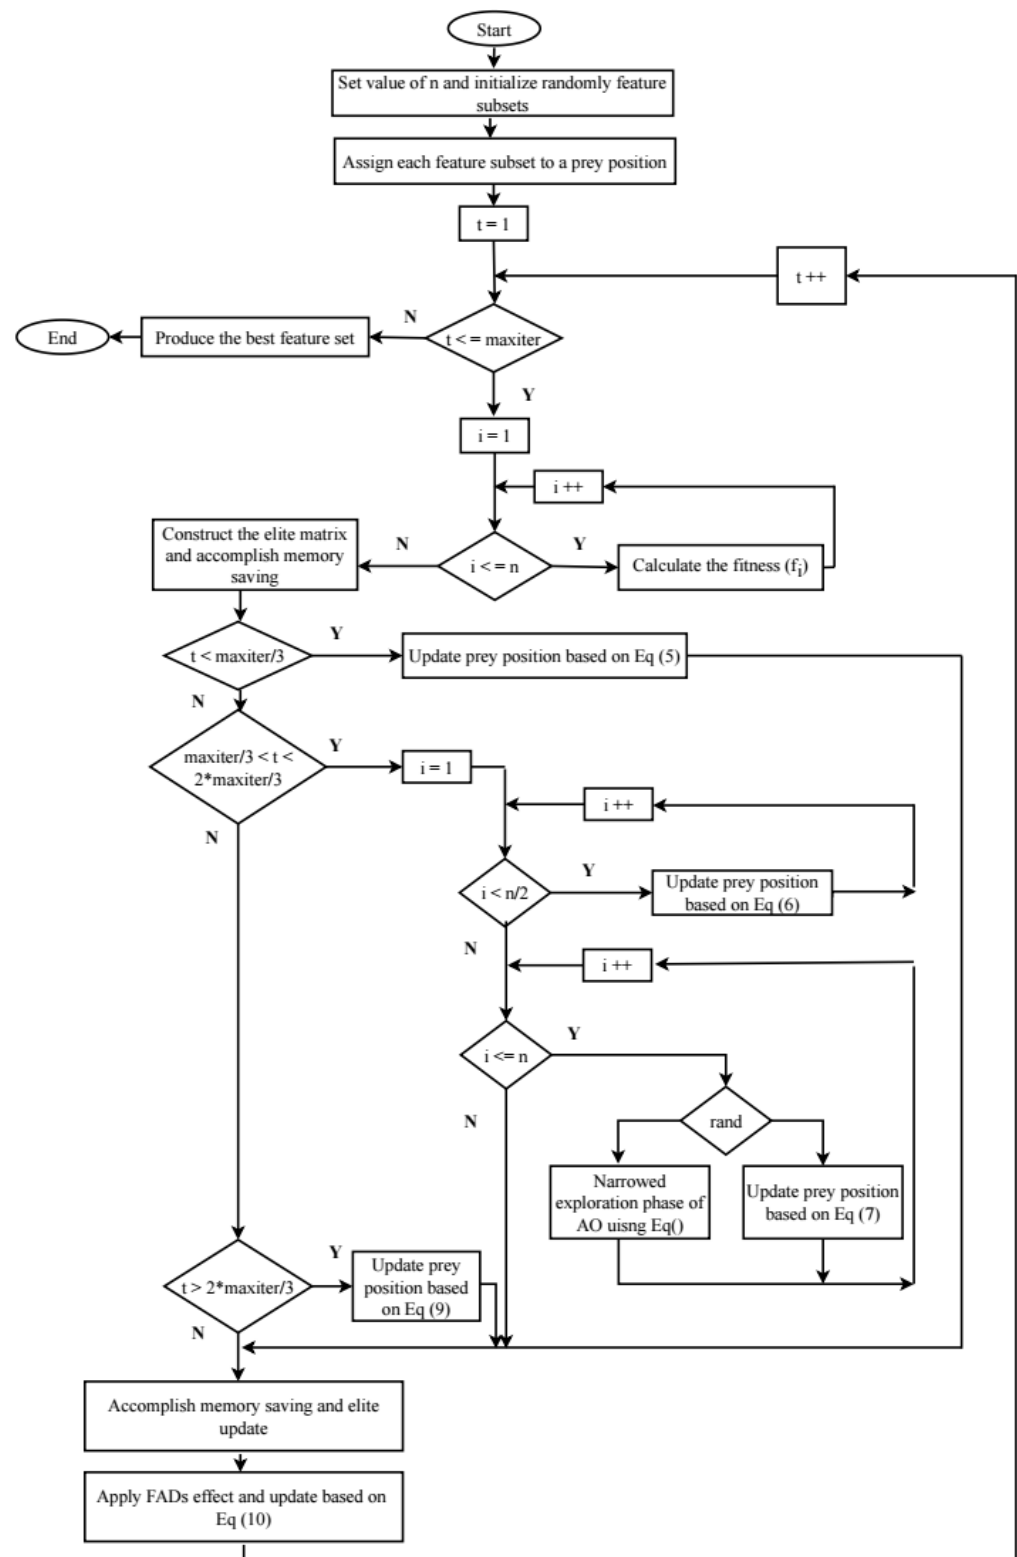 Start
Set value of n and initialize randomly feature
subsets
Assign each feature subset to a prey position
t = 1
t ++
t < = maxiter
N
Produce the best feature set
End
Y
i = 1
i ++
i < = n
Y
Calculate the fitness (fi)
N
Construct the elite matrix
and accomplish memory
saving
t < maxiter/3
Y
Update prey position based on Eq (5)
N
maxiter/3 < t <
2*maxiter/3
Y
i = 1
i ++
i < n/2
Y
Update prey position
based on Eq (6)
N
i ++
i <= n
Y
rand
Narrowed
exploration phase of
AO uisng Eq()
Update prey position
based on Eq (7)
N
N
t > 2*maxiter/3
Y
Update prey
position based
on Eq (9)
N
Accomplish memory saving and elite
update
Apply FADs effect and update based on
Eq (10)